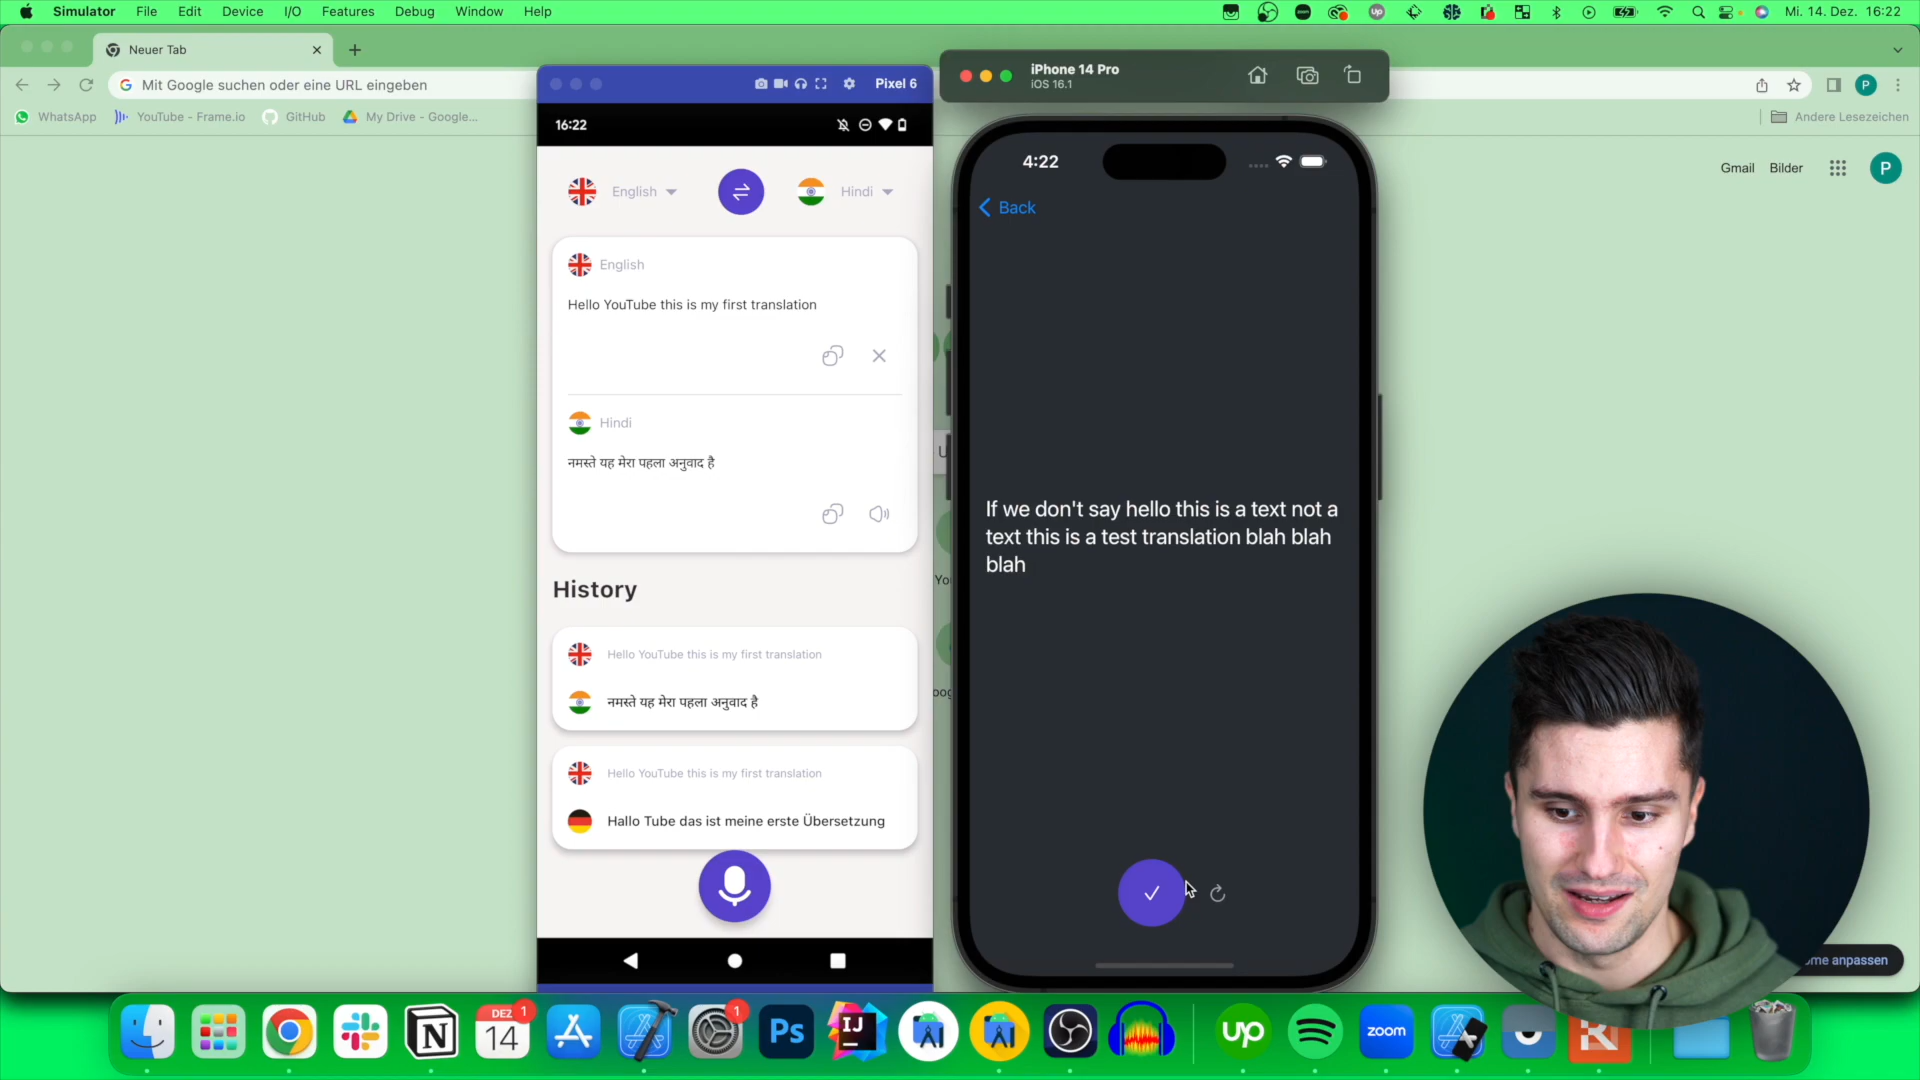 Simulator File Edit Device I/O Features Debug Window Help
Mi. 14. Dez. 16:22
Neuer Tab
Mit Google suchen oder eine URL eingeben
WhatsApp YouTube - Frame.io GitHub My Drive - Google...
Andere Lesezeichen
Gmail Bilder
P
P
Pixel 6
16:22
English
Hindi
English
Hello YouTube this is my first translation
Hindi
नमस्ते यह मेरा पहला अनुवाद है
History
Hello YouTube this is my first translation
नमस्ते यह मेरा पहला अनुवाद है
Hello YouTube this is my first translation
Hallo Tube das ist meine erste Übersetzung
iPhone 14 Pro
iOS 16.1
4:22
Back
If we don't say hello this is a text not a
text this is a test translation blah blah
blah
anpassen
DEZ
14
1
1
Ps
IJ
up
zoom